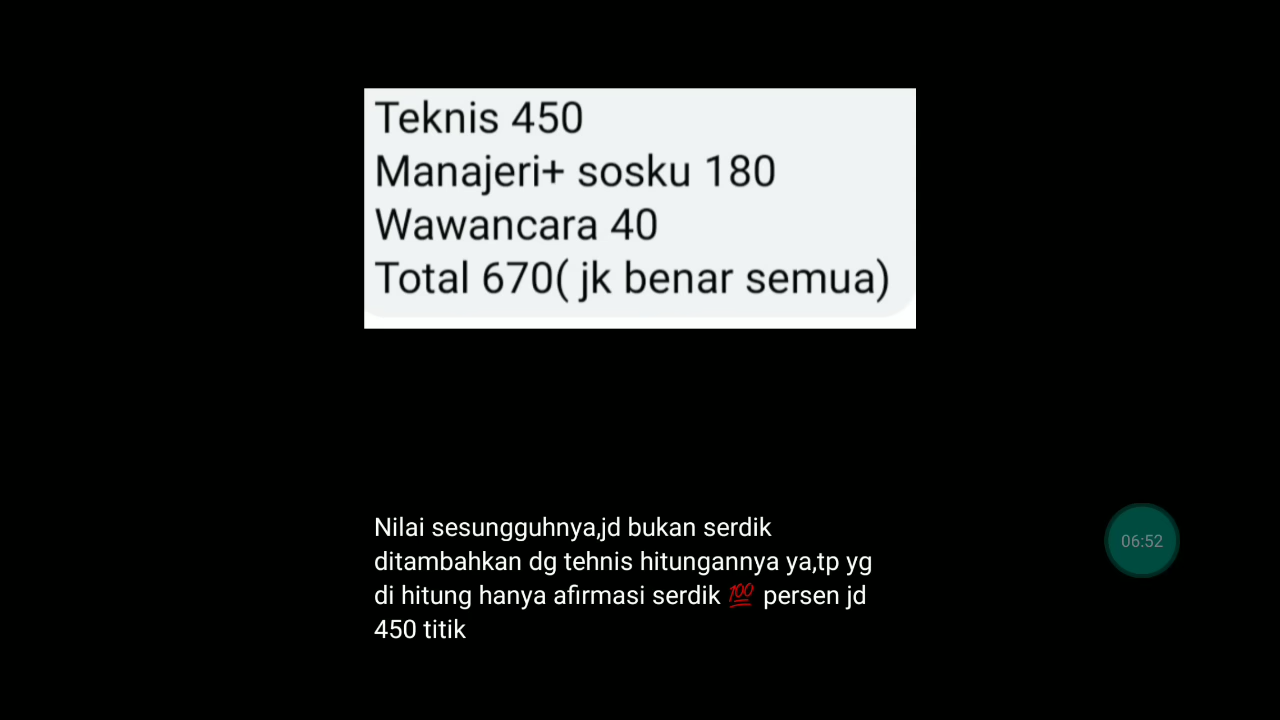 Teknis 450
Manajeri+ sosku 180
Wawancara 40
Total 670( jk benar semua)
Nilai sesungguhnya,jd bukan serdik
ditambahkan dg tehnis hitungannya ya,tp yg
di hitung hanya afirmasi serdik 💯 persen jd
450 titik
06:52